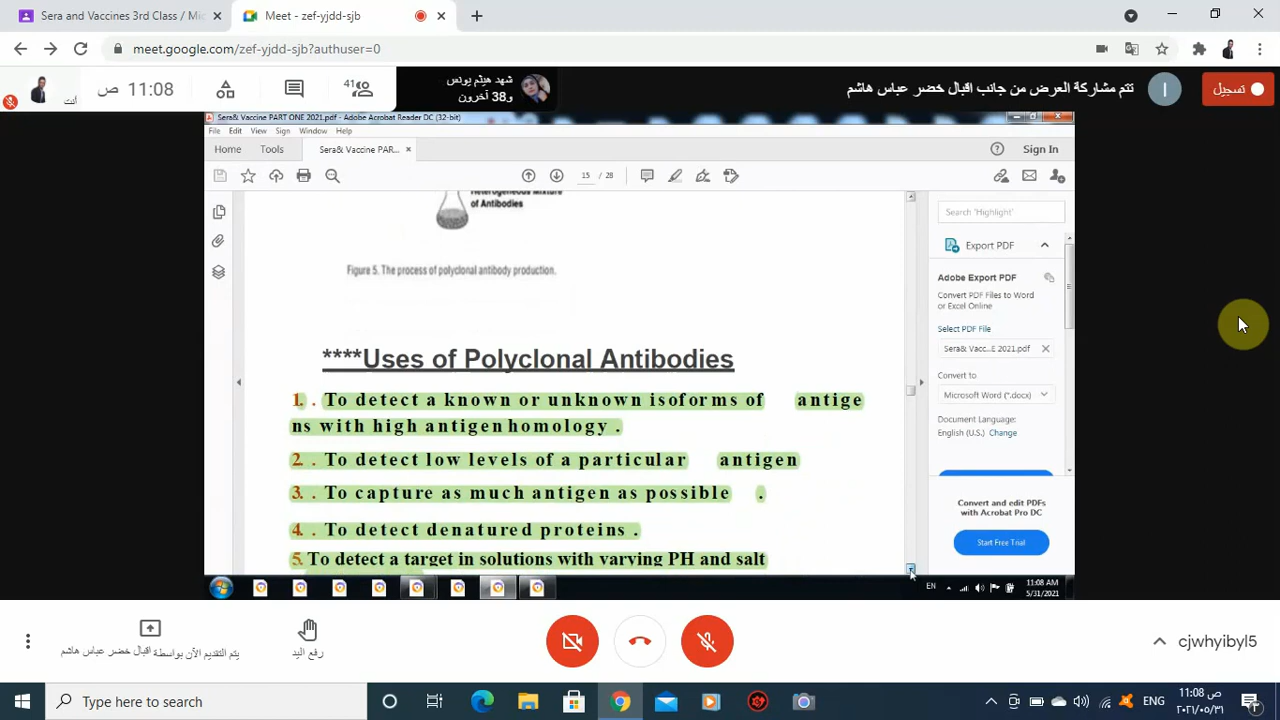 Sera and Vaccines 3rd Class / Mic
Meet - zef-yjdd-sjb
meet.google.com/zef-yjdd-sjb?authuser=0
ص 11:08
41
أنت
شهد هيثم يونس
و38 آخرون
تتم مشاركة العرض من جانب اقبال خضر عباس هاشم
I
تسجيل
Sera& Vaccine PART ONE 2021.pdf - Adobe Acrobat Reader DC (32-bit)
File Edit View Sign Window Help
Home Tools Sera& Vaccine PAR...
Sign In
15 / 28
Heterogeneous Mixture
of Antibodies
Figure 5. The process of polyclonal antibody production.
****Uses of Polyclonal Antibodies
1. . To detect a known or unknown isoforms of antige
ns with high antigen homology .
2. . To detect low levels of a particular antigen
3. . To capture as much antigen as possible .
4. . To detect denatured proteins .
5. To detect a target in solutions with varving PH and salt
Search 'Highlight'
Export PDF
Adobe Export PDF
Convert PDF Files to Word
or Excel Online
Select PDF File
Sera& Vacc...E 2021.pdf
Convert to
Microsoft Word (*.docx)
Document Language:
English (U.S.) Change
Convert and edit PDFs
with Acrobat Pro DC
Start Free Trial
EN
11:08 AM
5/31/2021
يتم التقديم الآن بواسطة اقبال خضر عباس هاشم
رفع اليد
cjwhyibyl5
Type here to search
ENG
ص 11:08
٢٠٢١/٠٥/٣١